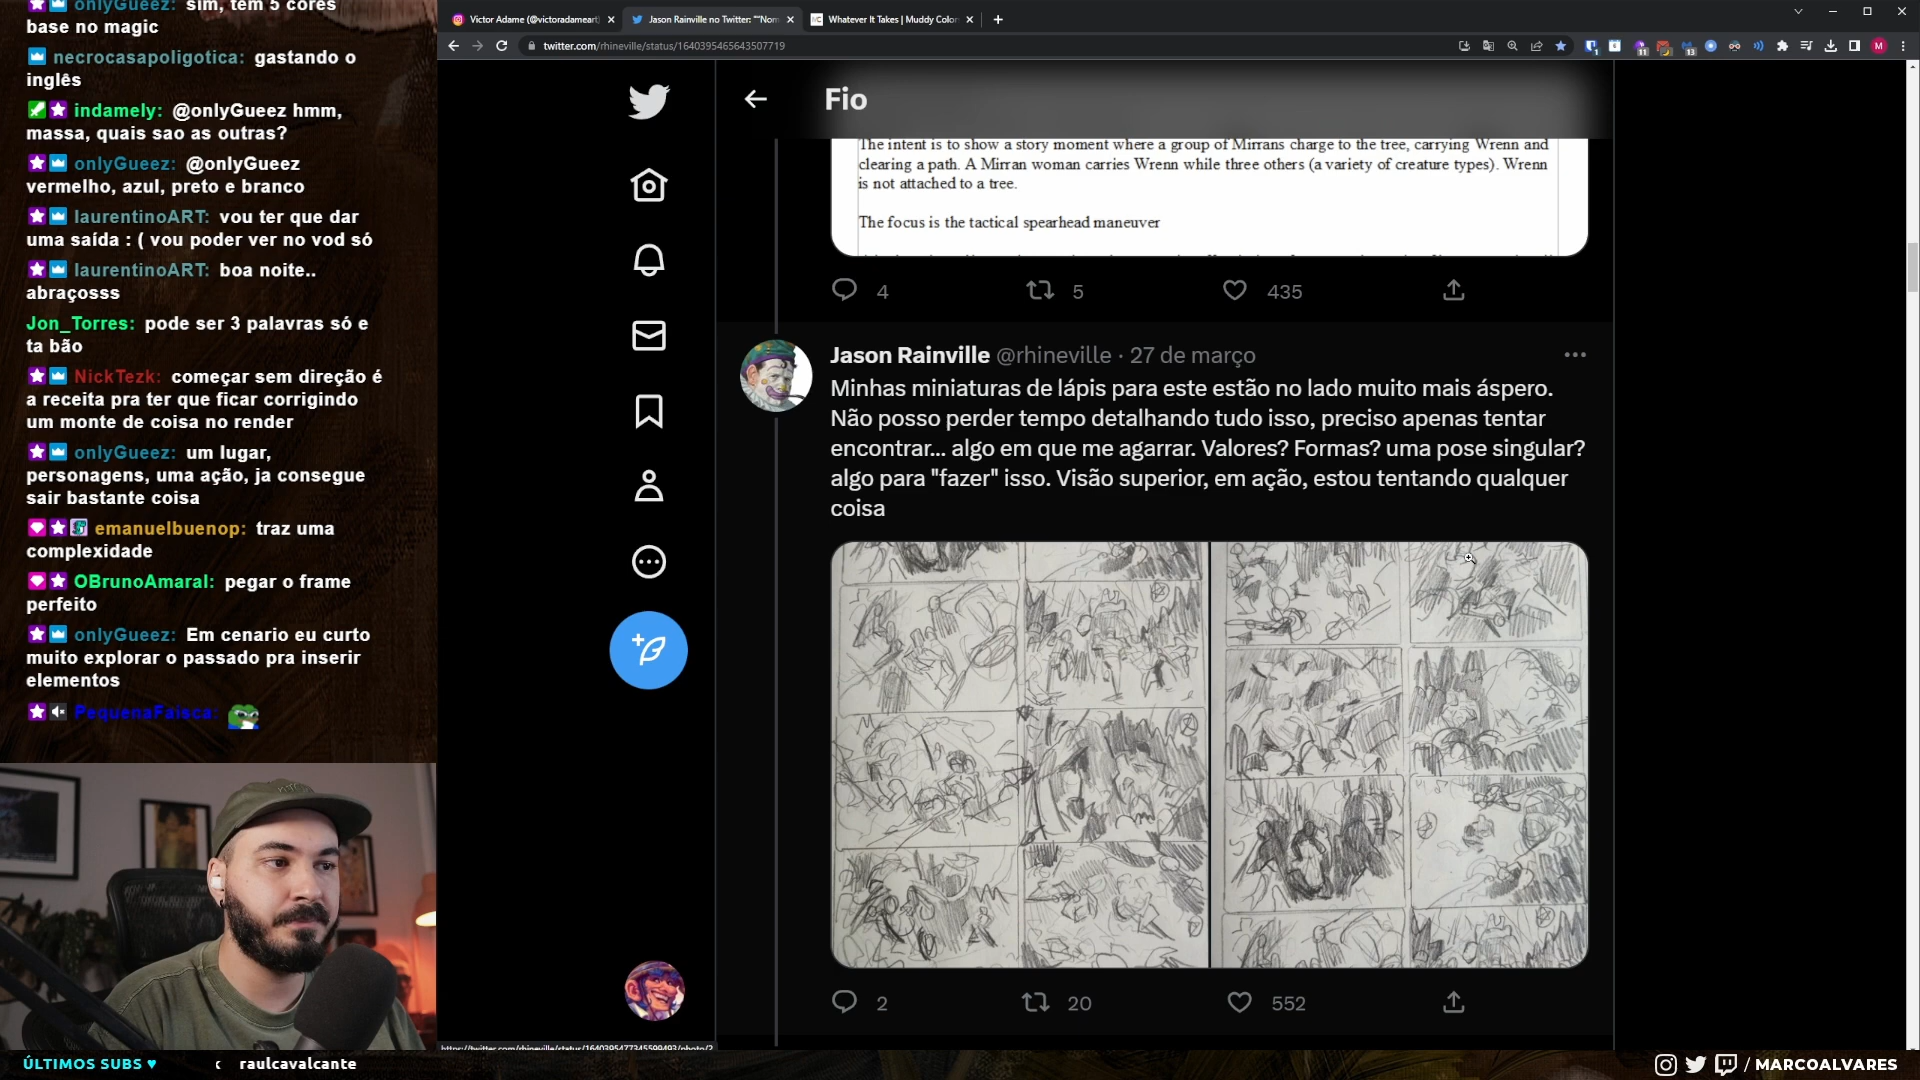 onlyGueez: sim, tem 5 cores
base no magic
necrocasapoligotica: gastando o
inglês
indamely: @onlyGueez hmm,
massa, quais sao as outras?
onlyGueez: @onlyGueez
vermelho, azul, preto e branco
laurentinoART: vou ter que dar
uma saída : ( vou poder ver no vod só
laurentinoART: boa noite..
abraçosss
Jon_Torres: pode ser 3 palavras só e
ta bão
NickTezk: começar sem direção é
a receita pra ter que ficar corrigindo
um monte de coisa no render
onlyGueez: um lugar,
personagens, uma ação, ja consegue
sair bastante coisa
emanuelbuenop: traz uma
complexidade
OBrunoAmaral: pegar o frame
perfeito
onlyGueez: Em cenario eu curto
muito explorar o passado pra inserir
elementos
PequenaFaisca:
Victor Adame (@victoradameart)
Jason Rainville no Twitter: ""Nom
Whatever It Takes | Muddy Color
twitter.com/rhineville/status/1640395465643507719
Fio
The intent is to show a story moment where a group of Mirrans charge to the tree, carrying Wrenn and
clearing a path. A Mirran woman carries Wrenn while three others (a variety of creature types). Wrenn
is not attached to a tree.
The focus is the tactical spearhead maneuver
4 5 435
Jason Rainville @rhineville · 27 de março
Minhas miniaturas de lápis para este estão no lado muito mais áspero.
Não posso perder tempo detalhando tudo isso, preciso apenas tentar
encontrar... algo em que me agarrar. Valores? Formas? uma pose singular?
algo para "fazer" isso. Visão superior, em ação, estou tentando qualquer
coisa
2 20 552
https://twitter.com/rhineville/status/1640395477345599493/photo/2
ÚLTIMOS SUBS ♥ raulcavalcante
/ MARCOALVARES